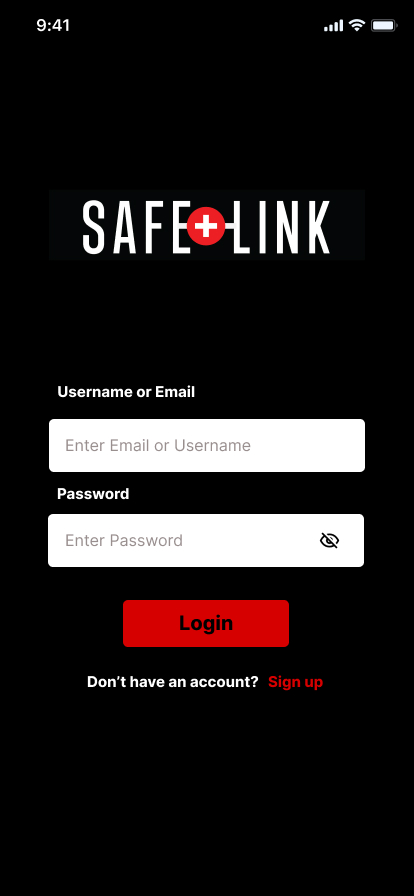 9:41
SAFE+LINK
Username or Email
Enter Email or Username
Password
Enter Password
Login
Don’t have an account? Sign up